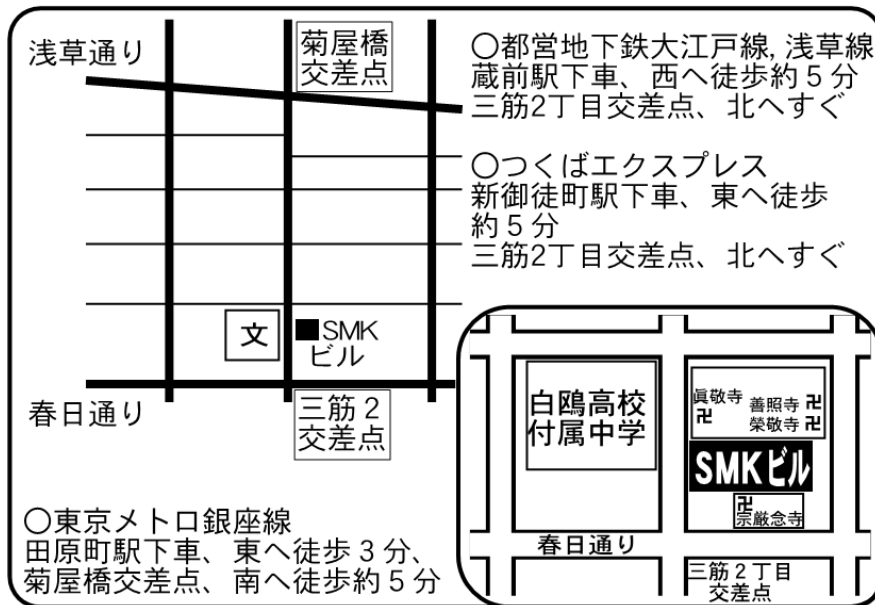 浅草通り
菊屋橋
交差点
○都営地下鉄大江戸線,浅草線
蔵前駅下車、西へ徒歩約５分
三筋2丁目交差点、北へすぐ
○つくばエクスプレス
新御徒町駅下車、東へ徒歩
約５分
三筋2丁目交差点、北へすぐ
文
■SMK
ビル
春日通り
三筋２
交差点
○東京メトロ銀座線
田原町駅下車、東へ徒歩３分、
菊屋橋交差点、南へ徒歩約５分
白鴎高校
付属中学
眞敬寺
卍
善照寺卍
榮敬寺卍
SMKビル
卍
宗厳念寺
春日通り
三筋２丁目
交差点